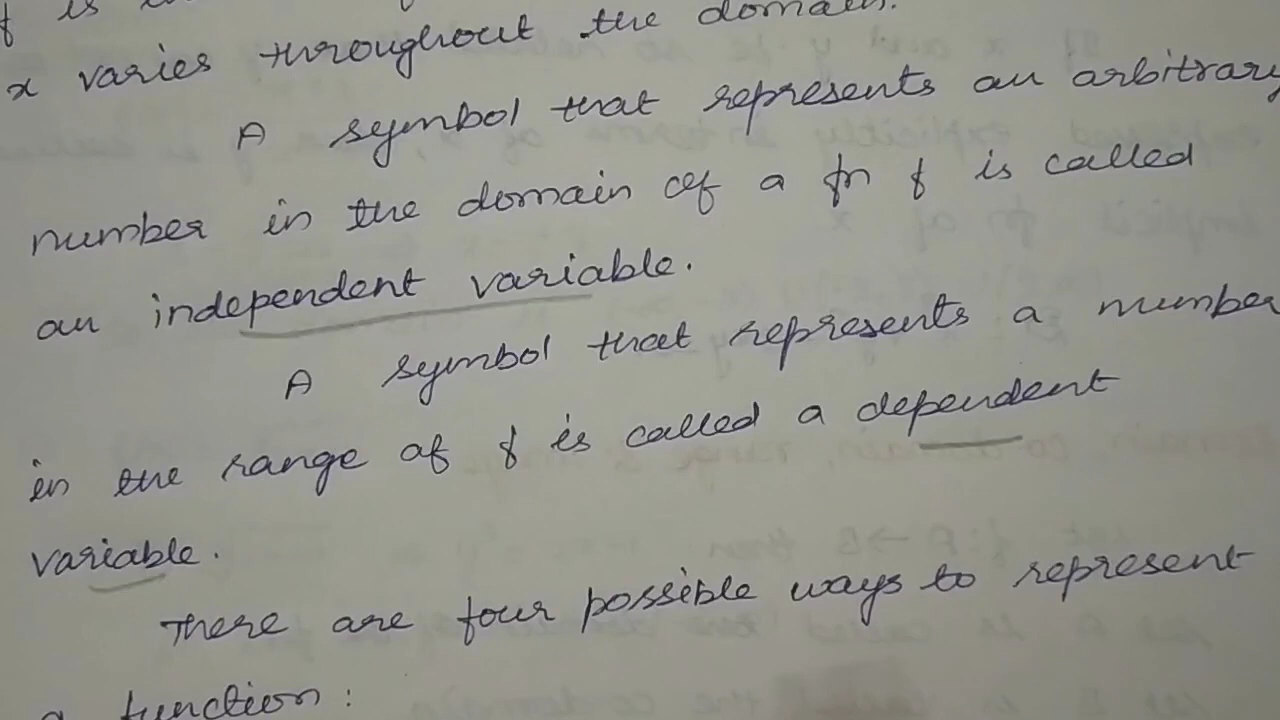 f is
x varies throughout the domain.
A symbol that represents an arbitrary
number in the domain of a fn f is called
an independent variable.
A symbol that represents a number
in the range of f is called a dependent
variable.
There are four possible ways to represent
a function: